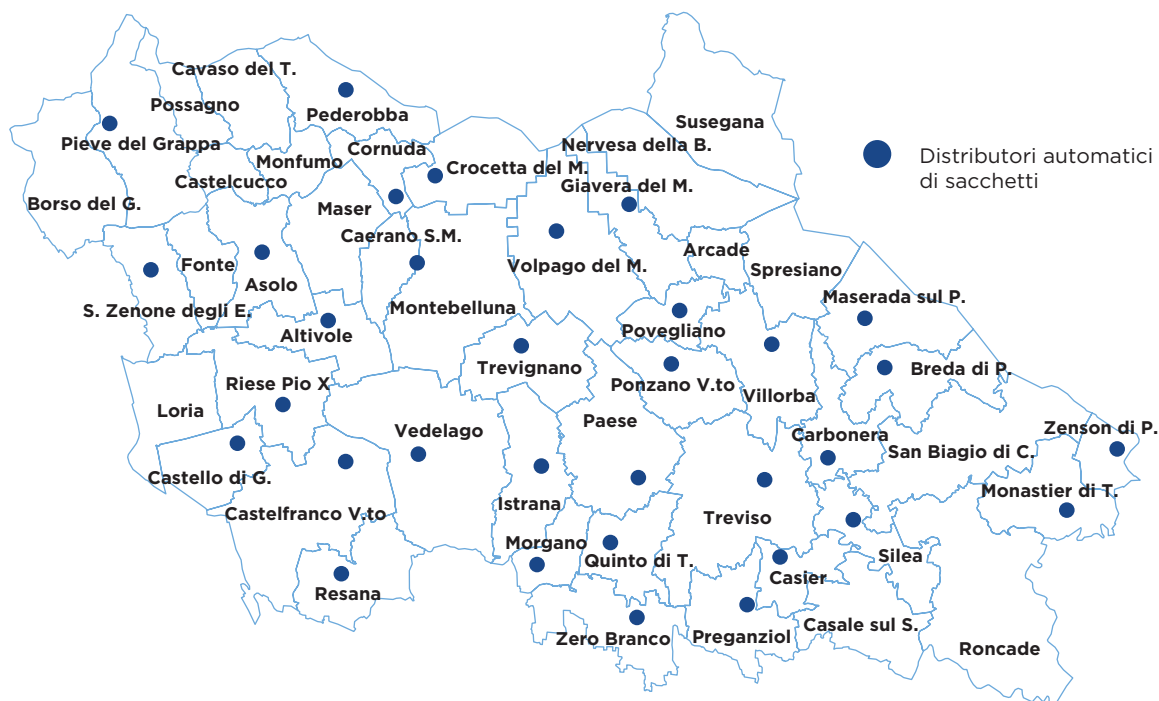 Cavaso del T.
Possagno
Pederobba
Pieve del Grappa
Susegana
Nervesa della B.
Cornuda
Monfumo
Crocetta del M.
Distributori automatici
di sacchetti
Castelcucco
Giavera del M.
Borso del G.
Maser
Caerano S.M.
Arcade
Fonte
Volpago del M.
Spresiano
Asolo
Maserada sul P.
S. Zenone degli E.
Montebelluna
Altivole
Povegliano
Trevignano
Breda di P.
Riese Pio X
Ponzano V.to
Villorba
Loria
Paese
Vedelago
Carbonera
Zenson di P.
San Biagio di C.
Castello di G.
Monastier di T.
Istrana
Castelfranco V.to
Treviso
Morgano
Quinto di T.
Silea
Casier
Resana
Casale sul S.
Zero Branco
Preganziol
Roncade